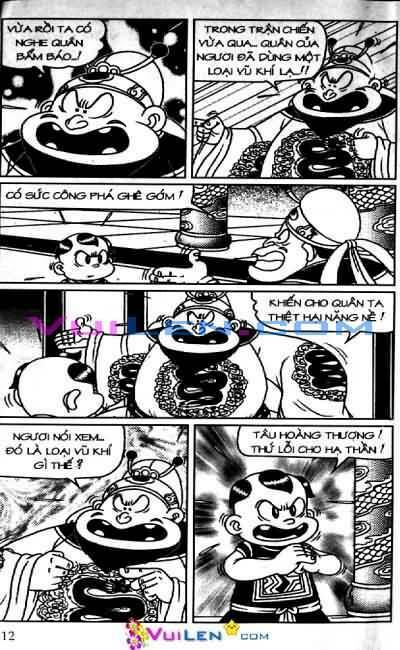 VỪA RỒI TA CÓ
NGHE QUÂN
BẨM BÁO..!
TRONG TRẬN CHIẾN
VỪA QUA... QUÂN CỦA
NGƯƠI ĐÃ DÙNG MỘT
LOẠI VŨ KHÍ LẠ...!!
CÓ SỨC CÔNG PHÁ GHÊ GỚM !
KHIẾN CHO QUÂN TA
THIỆT HẠI NẶNG NỀ !
VUILEN.COM
NGƯƠI NÓI XEM...
ĐÓ LÀ LOẠI VŨ KHÍ
GÌ THẾ ?
TÂU HOÀNG THƯỢNG !
THỨ LỖI CHO HẠ THẦN !
12
VUILEN.COM